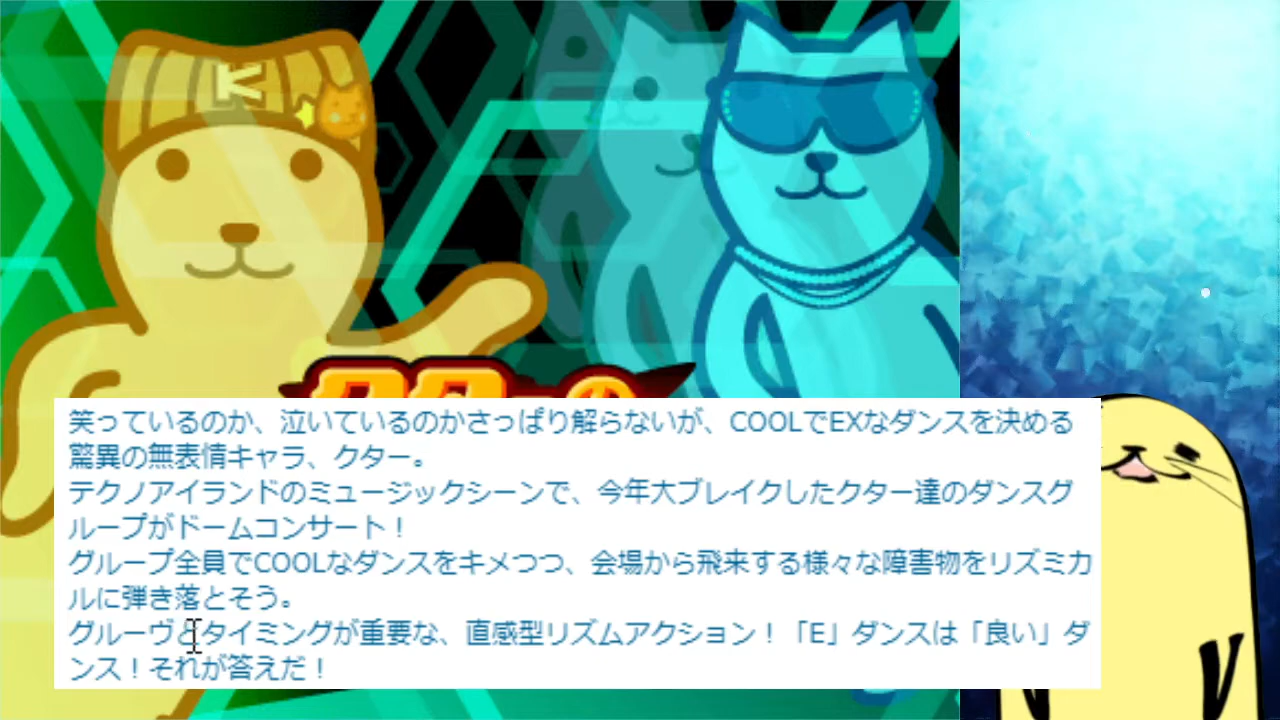 K
クターの
笑っているのか、泣いているのかさっぱり解らないが、COOLでEXなダンスを決める
驚異の無表情キャラ、クター。
テクノアイランドのミュージックシーンで、今年大ブレイクしたクター達のダンスグ
ループがドームコンサート！
グループ全員でCOOLなダンスをキメつつ、会場から飛来する様々な障害物をリズミカ
ルに弾き落とそう。
グルーヴとタイミングが重要な、直感型リズムアクション！「E」ダンスは「良い」ダ
ンス！それが答えだ！